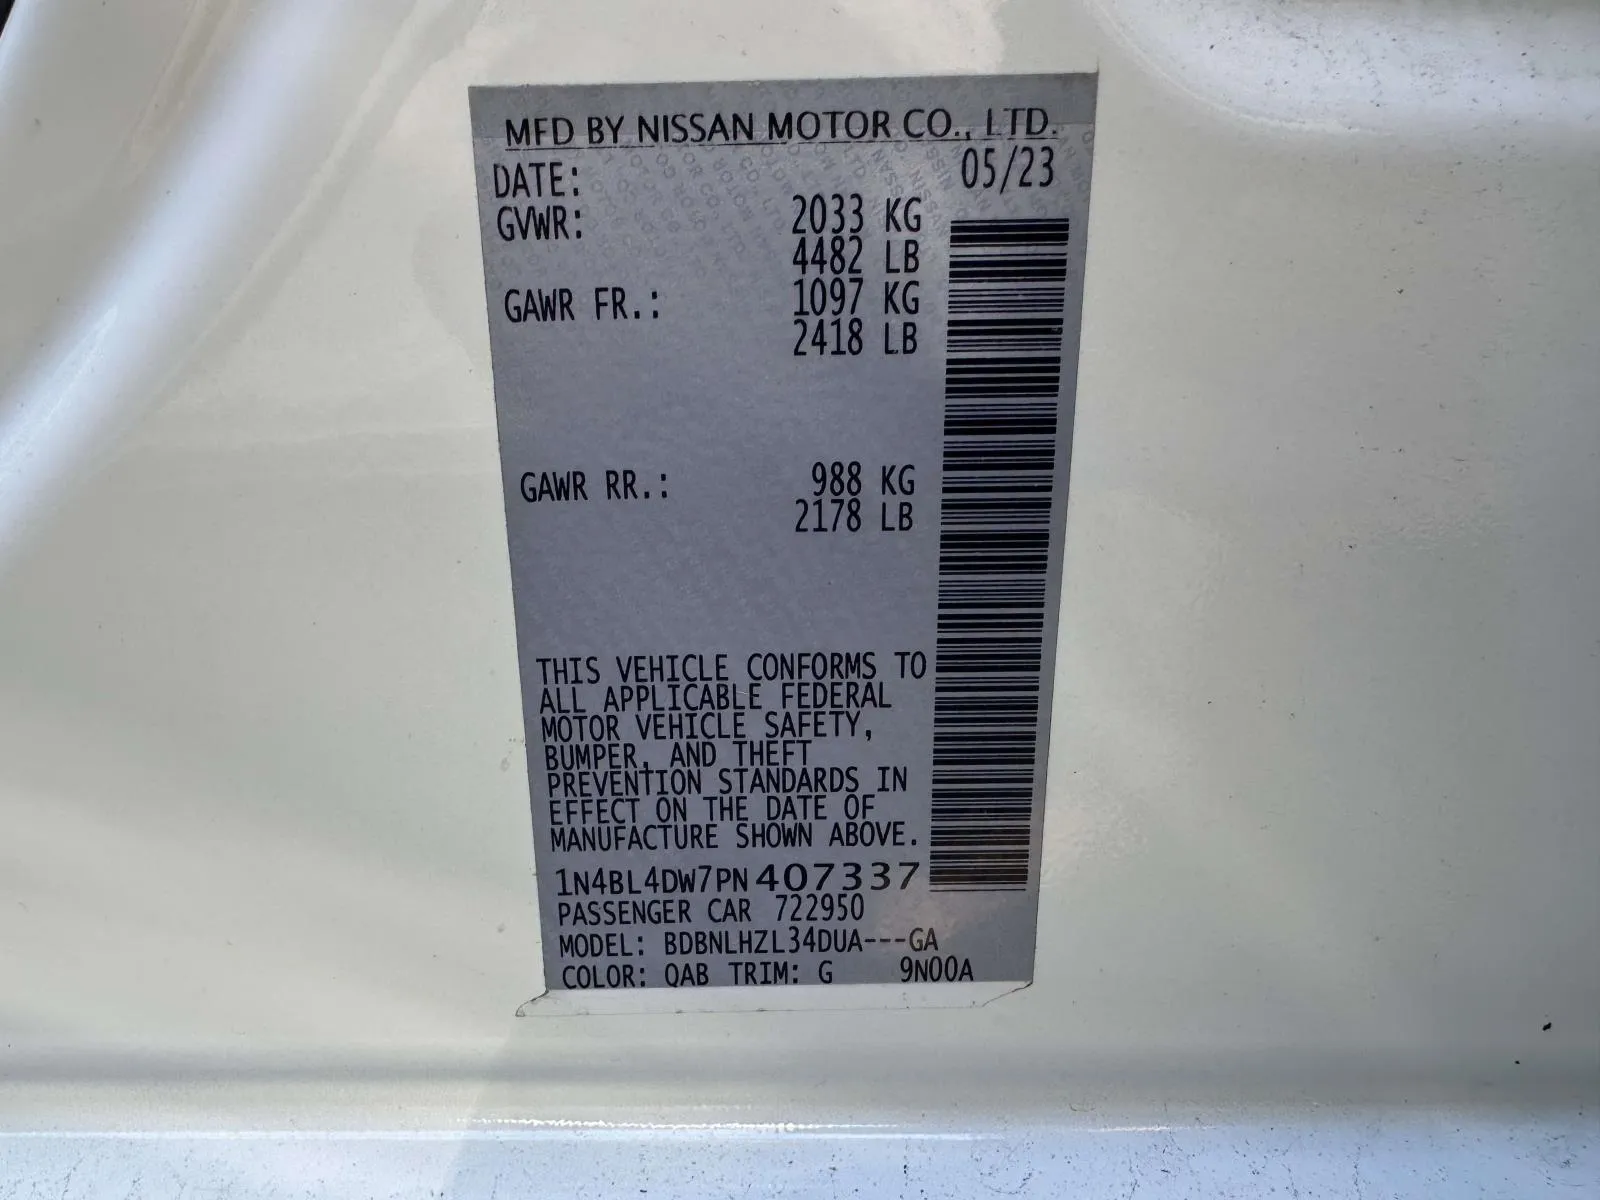 MFD BY NISSAN MOTOR CO., LTD.
DATE: 05/23
GVWR: 2033 KG
4482 LB
GAWR FR.: 1097 KG
2418 LB
GAWR RR.: 988 KG
2178 LB
THIS VEHICLE CONFORMS TO
ALL APPLICABLE FEDERAL
MOTOR VEHICLE SAFETY,
BUMPER, AND THEFT
PREVENTION STANDARDS IN
EFFECT ON THE DATE OF
MANUFACTURE SHOWN ABOVE.
1N4BL4DW7PN407337
PASSENGER CAR 722950
MODEL: BDBNLHZL34DUA---GA
COLOR: QAB TRIM: G 9N00A